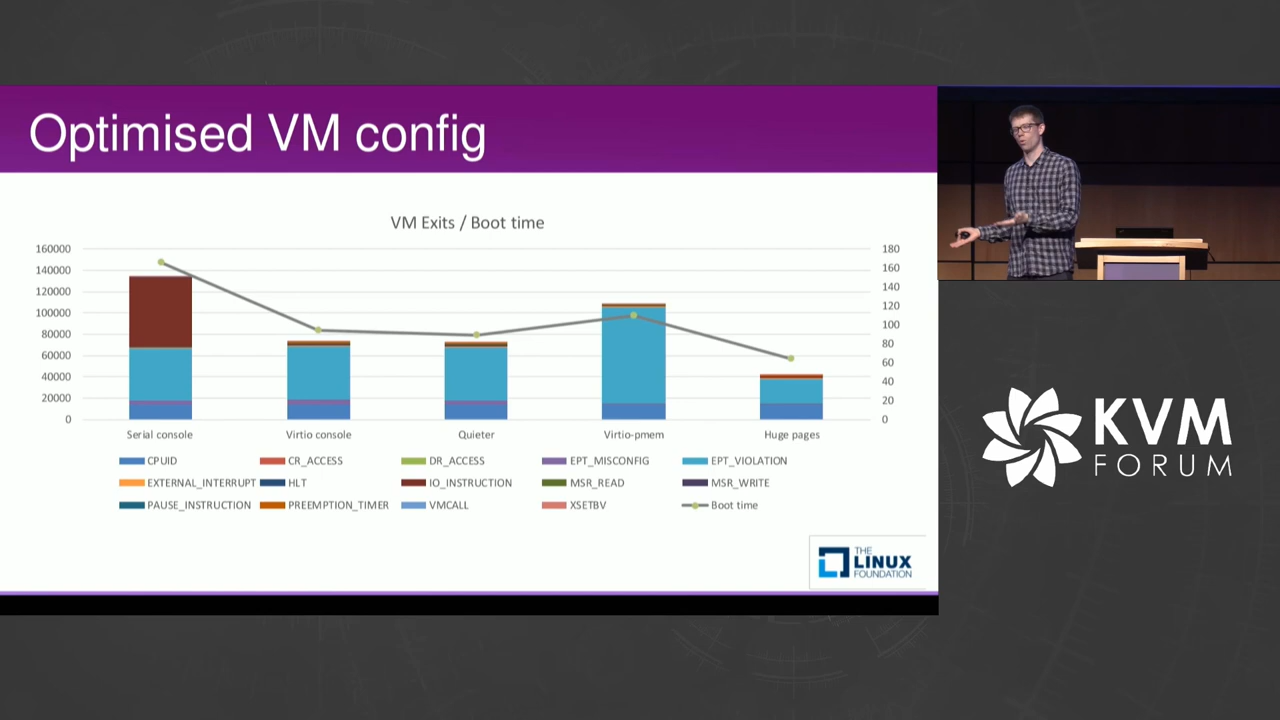 Optimised VM config
VM Exits / Boot time
160000
140000
120000
100000
80000
60000
40000
20000
0
180
160
140
120
100
80
60
40
20
0
Serial console Virtio console Quieter Virtio-pmem Huge pages
CPUID CR_ACCESS DR_ACCESS EPT_MISCONFIG EPT_VIOLATION
EXTERNAL_INTERRUPT HLT IO_INSTRUCTION MSR_READ MSR_WRITE
PAUSE_INSTRUCTION PREEMPTION_TIMER VMCALL XSETBV Boot time
THE
LINUX
FOUNDATION
KVM
FORUM